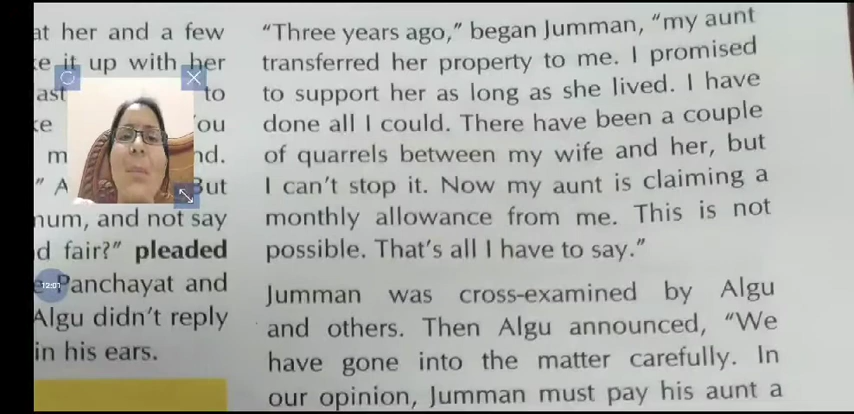 at her and a few
it up with her
ast to
ou
m nd.
" A But
num, and not say
d fair?" pleaded
Panchayat and
Algu didn't reply
in his ears.
12:01
"Three years ago," began Jumman, "my aunt
transferred her property to me. I promised
to support her as long as she lived. I have
done all I could. There have been a couple
of quarrels between my wife and her, but
I can't stop it. Now my aunt is claiming a
monthly allowance from me. This is not
possible. That's all I have to say."
Jumman was cross-examined by Algu
and others. Then Algu announced, "We
have gone into the matter carefully. In
our opinion, Jumman must pay his aunt a